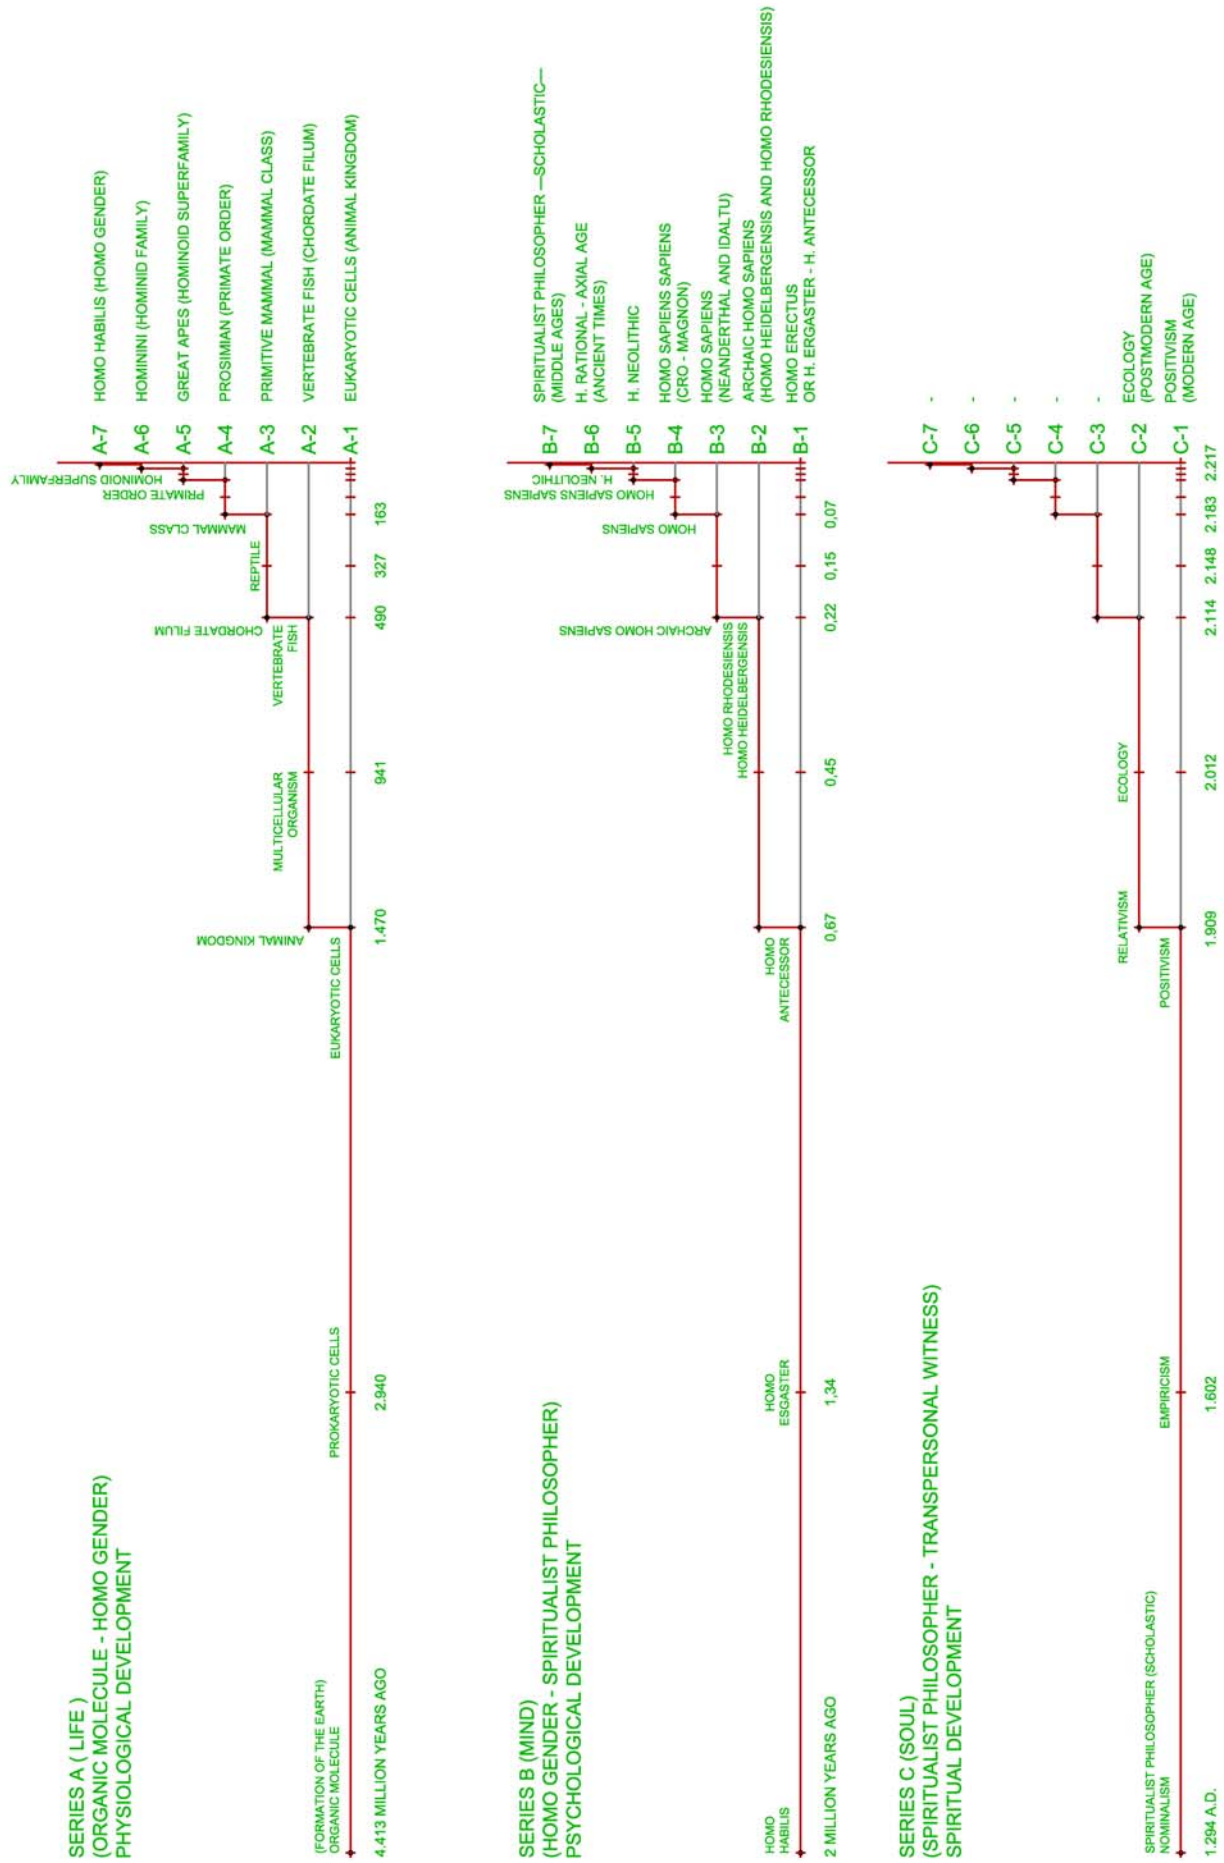 SERIES A ( LIFE )
(ORGANIC MOLECULE - HOMO GENDER)
PHYSIOLOGICAL DEVELOPMENT
(FORMATION OF THE EARTH)
ORGANIC MOLECULE
PROKARYOTIC CELLS
EUKARYOTIC CELLS
ANIMAL KINGDOM
MULTICELLULAR
ORGANISM
VERTEBRATE
FISH
CHORDATE FILUM
REPTILE
MAMMAL CLASS
PRIMATE ORDER
HOMINOID SUPERFAMILY
A-7 HOMO HABILIS (HOMO GENDER)
A-6 HOMININI (HOMINID FAMILY)
A-5 GREAT APES (HOMINOID SUPERFAMILY)
A-4 PROSIMIAN (PRIMATE ORDER)
A-3 PRIMITIVE MAMMAL (MAMMAL CLASS)
A-2 VERTEBRATE FISH (CHORDATE FILUM)
A-1 EUKARYOTIC CELLS (ANIMAL KINGDOM)
4.413 MILLION YEARS AGO 2.940 1.470 941 490 327 163
SERIES B (MIND)
(HOMO GENDER - SPIRITUALIST PHILOSOPHER)
PSYCHOLOGICAL DEVELOPMENT
HOMO
HABILIS
HOMO
ESGASTER
HOMO
ANTECESSOR
HOMO RHODESIENSIS
HOMO HEIDELBERGENSIS
ARCHAIC HOMO SAPIENS
HOMO SAPIENS
HOMO SAPIENS SAPIENS
H. NEOLITHIC
B-7 SPIRITUALIST PHILOSOPHER —SCHOLASTIC—
(MIDDLE AGES)
B-6 H. RATIONAL - AXIAL AGE
(ANCIENT TIMES)
B-5 H. NEOLITHIC
B-4 HOMO SAPIENS SAPIENS
(CRO - MAGNON)
B-3 HOMO SAPIENS
(NEANDERTHAL AND IDALTU)
B-2 ARCHAIC HOMO SAPIENS
(HOMO HEIDELBERGENSIS AND HOMO RHODESIENSIS)
B-1 HOMO ERECTUS
OR H. ERGASTER - H. ANTECESSOR
2 MILLION YEARS AGO 1,34 0,67 0,45 0,22 0,15 0,07
SERIES C (SOUL)
(SPIRITUALIST PHILOSOPHER - TRANSPERSONAL WITNESS)
SPIRITUAL DEVELOPMENT
SPIRITUALIST PHILOSOPHER (SCHOLASTIC)
NOMINALISM
EMPIRICISM
POSITIVISM
RELATIVISM
ECOLOGY
C-7 -
C-6 -
C-5 -
C-4 -
C-3 -
C-2 ECOLOGY
(POSTMODERN AGE)
C-1 POSITIVISM
(MODERN AGE)
1.294 A.D. 1.602 1.909 2.012 2.114 2.148 2.183 2.217